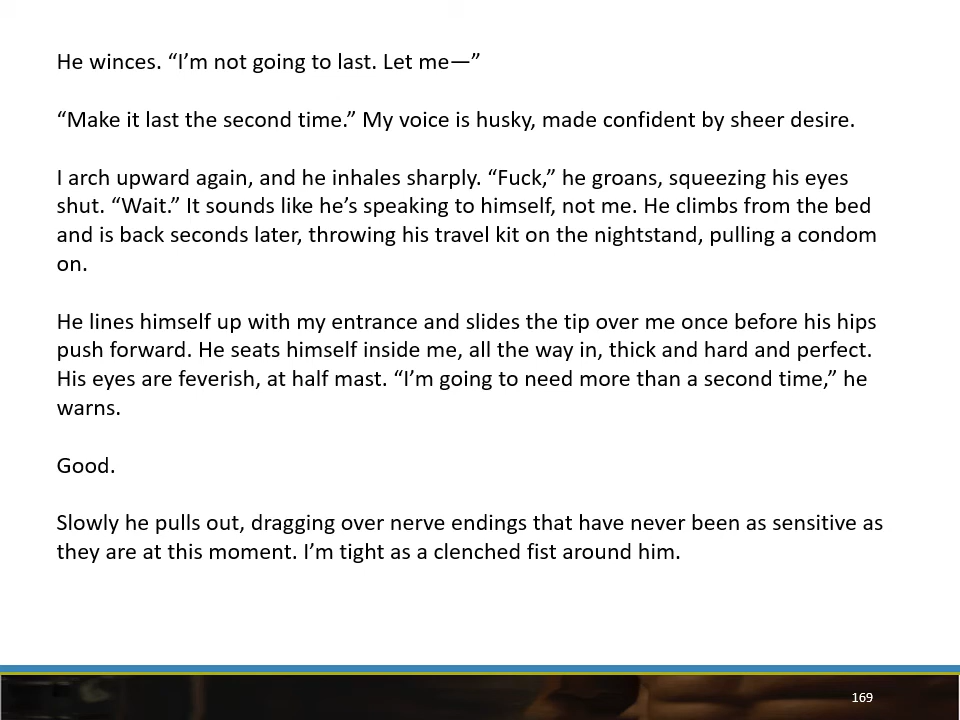 He winces. “I’m not going to last. Let me—”
“Make it last the second time.” My voice is husky, made confident by sheer desire.
I arch upward again, and he inhales sharply. “Fuck,” he groans, squeezing his eyes
shut. “Wait.” It sounds like he’s speaking to himself, not me. He climbs from the bed
and is back seconds later, throwing his travel kit on the nightstand, pulling a condom
on.
He lines himself up with my entrance and slides the tip over me once before his hips
push forward. He seats himself inside me, all the way in, thick and hard and perfect.
His eyes are feverish, at half mast. “I’m going to need more than a second time,” he
warns.
Good.
Slowly he pulls out, dragging over nerve endings that have never been as sensitive as
they are at this moment. I’m tight as a clenched fist around him.
169